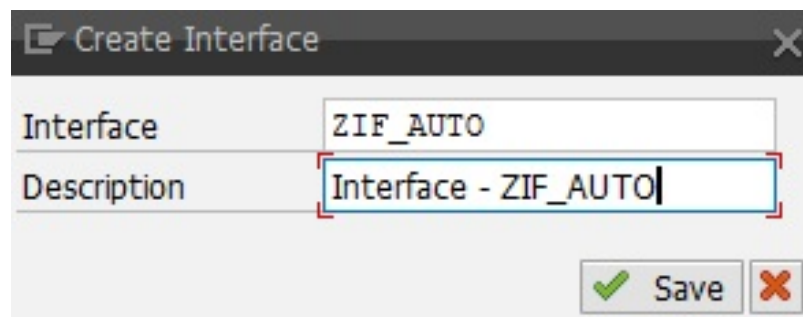 Create Interface
Interface ZIF_AUTO
Description Interface - ZIF_AUTO
Save